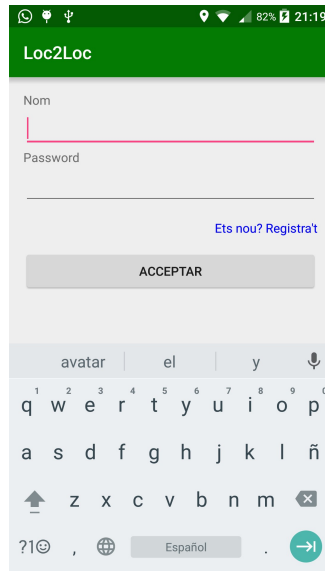 82% 21:19
Loc2Loc
Nom
Password
Ets nou? Registra't
ACCEPTAR
avatar el y
1 2 3 4 5 6 7 8 9 0
q w e r t y u i o p
a s d f g h j k l ñ
z x c v b n m
?1☺ , Español .